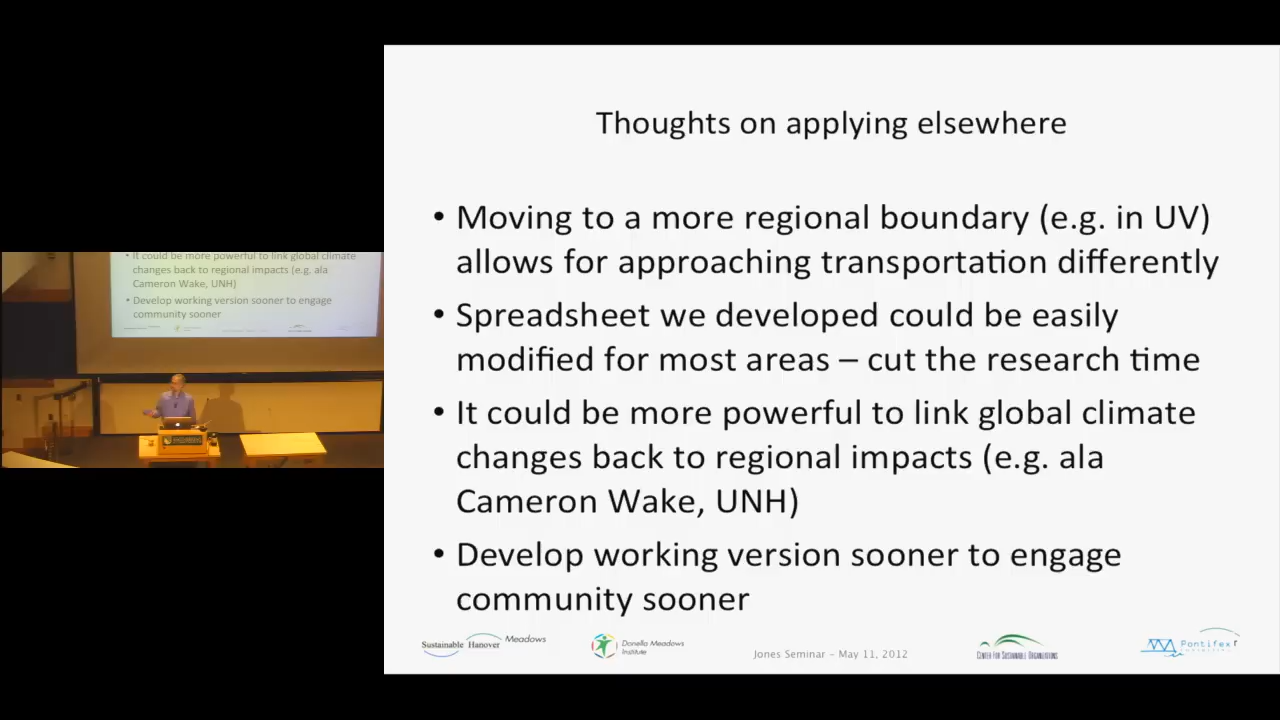 Thoughts on applying elsewhere
• Moving to a more regional boundary (e.g. in UV)
allows for approaching transportation differently
• Spreadsheet we developed could be easily
modified for most areas – cut the research time
• It could be more powerful to link global climate
changes back to regional impacts (e.g. ala
Cameron Wake, UNH)
• Develop working version sooner to engage
community sooner
Sustainable Hanover
Meadows
Donella Meadows
Institute
Jones Seminar – May 11, 2012
Center for Sustainable Organizations
Pontifex
• It could be more powerful to link global climate
changes back to regional impacts (e.g. ala
Cameron Wake, UNH)
• Develop working version sooner to engage
community sooner